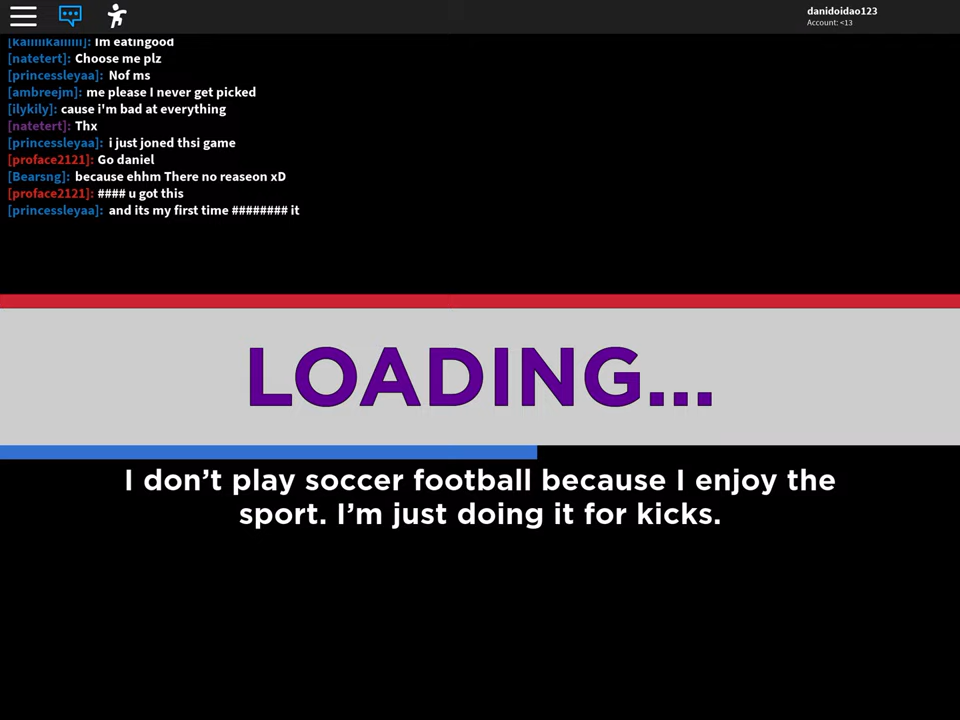 danidoidao123
Account: <13
[kaiiiiikaiiiiii]: Im eatingood
[natetert]: Choose me plz
[princessleyaa]: Nof ms
[ambreejm]: me please I never get picked
[ilykily]: cause i'm bad at everything
[natetert]: Thx
[princessleyaa]: i just joned thsi game
[proface2121]: Go daniel
[Bearsng]: because ehhm There no reaseon xD
[proface2121]: #### u got this
[princessleyaa]: and its my first time ######## it
LOADING...
I don’t play soccer football because I enjoy the
sport. I’m just doing it for kicks.